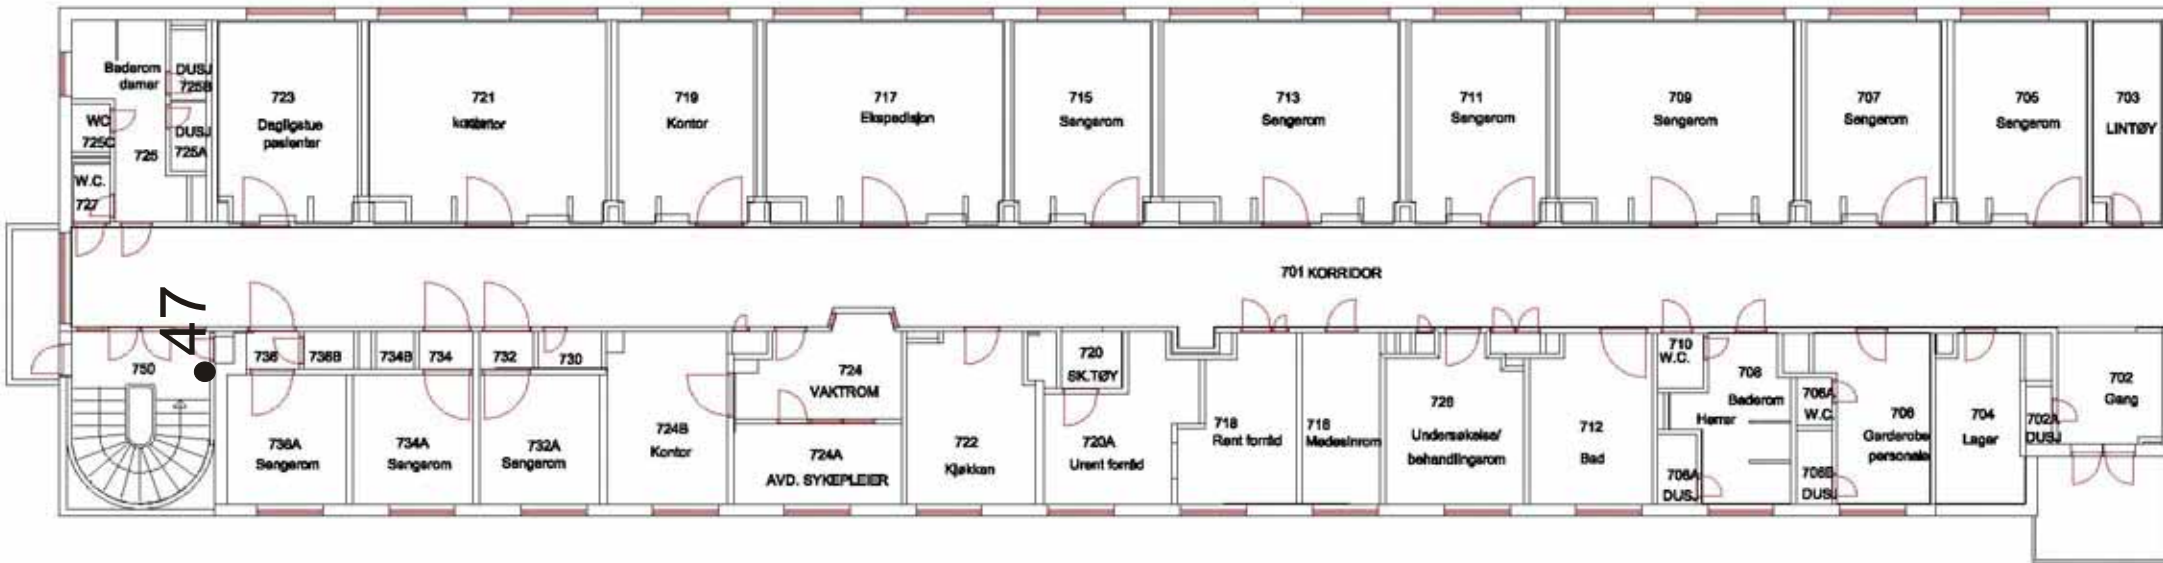 Baderom
damer
DUSJ
725B
WC
725C
DUSJ
725A
725
W.C.
727
723
Dagligstue
pasienter
721
Kontor
719
Kontor
717
Ekspedisjon
715
Sengerom
713
Sengerom
711
Sengerom
709
Sengerom
707
Sengerom
705
Sengerom
703
LINTØY
701 KORRIDOR
.47
750
736
736B
734B
734
732
730
736A
Sengerom
734A
Sengerom
732A
Sengerom
724B
Kontor
724
VAKTROM
724A
AVD. SYKEPLEIER
722
Kjøkken
720
SK.TØY
720A
Urent forråd
718
Rent forråd
716
Medesinrom
726
Undersøkelse/
behandlingsrom
712
Bad
710
W.C.
708
Baderom
Herrer
708A
DUSJ
706A
W.C.
706B
DUSJ
706
Garderobe
personale
704
Lager
702A
DUSJ
702
Gang